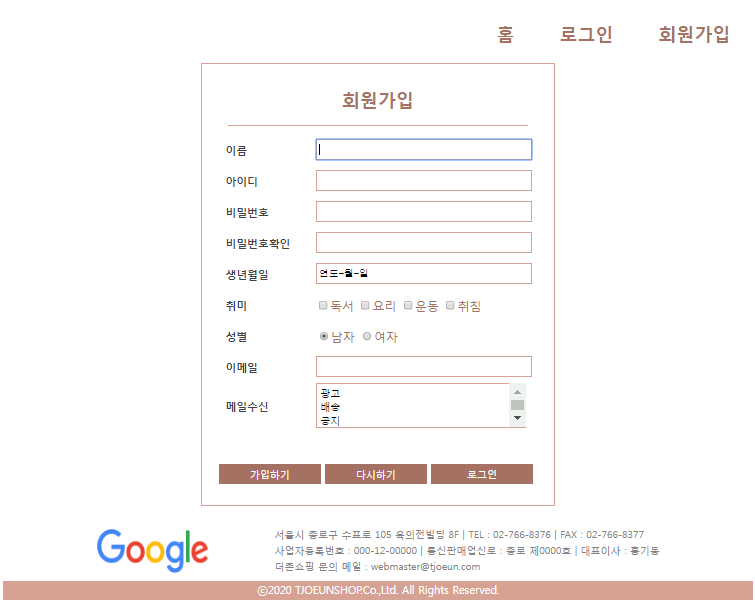 홈 로그인 회원가입
회원가입
이름
아이디
비밀번호
비밀번호확인
생년월일 연도-월-일
취미 독서 요리 운동 취침
성별 남자 여자
이메일
메일수신 광고
배송
공지
가입하기 다시하기 로그인
Google
서울시 종로구 수표로 105 육의전빌딩 8F | TEL : 02-766-8376 | FAX : 02-766-8377
사업자등록번호 : 000-12-00000 | 통신판매업신로 : 종로 제0000호 | 대표이사 : 홍기동
더존쇼핑 문의 메일 : webmaster@tjoeun.com
©2020 TJOEUNSHOP.Co.,Ltd. All Rights Reserved.